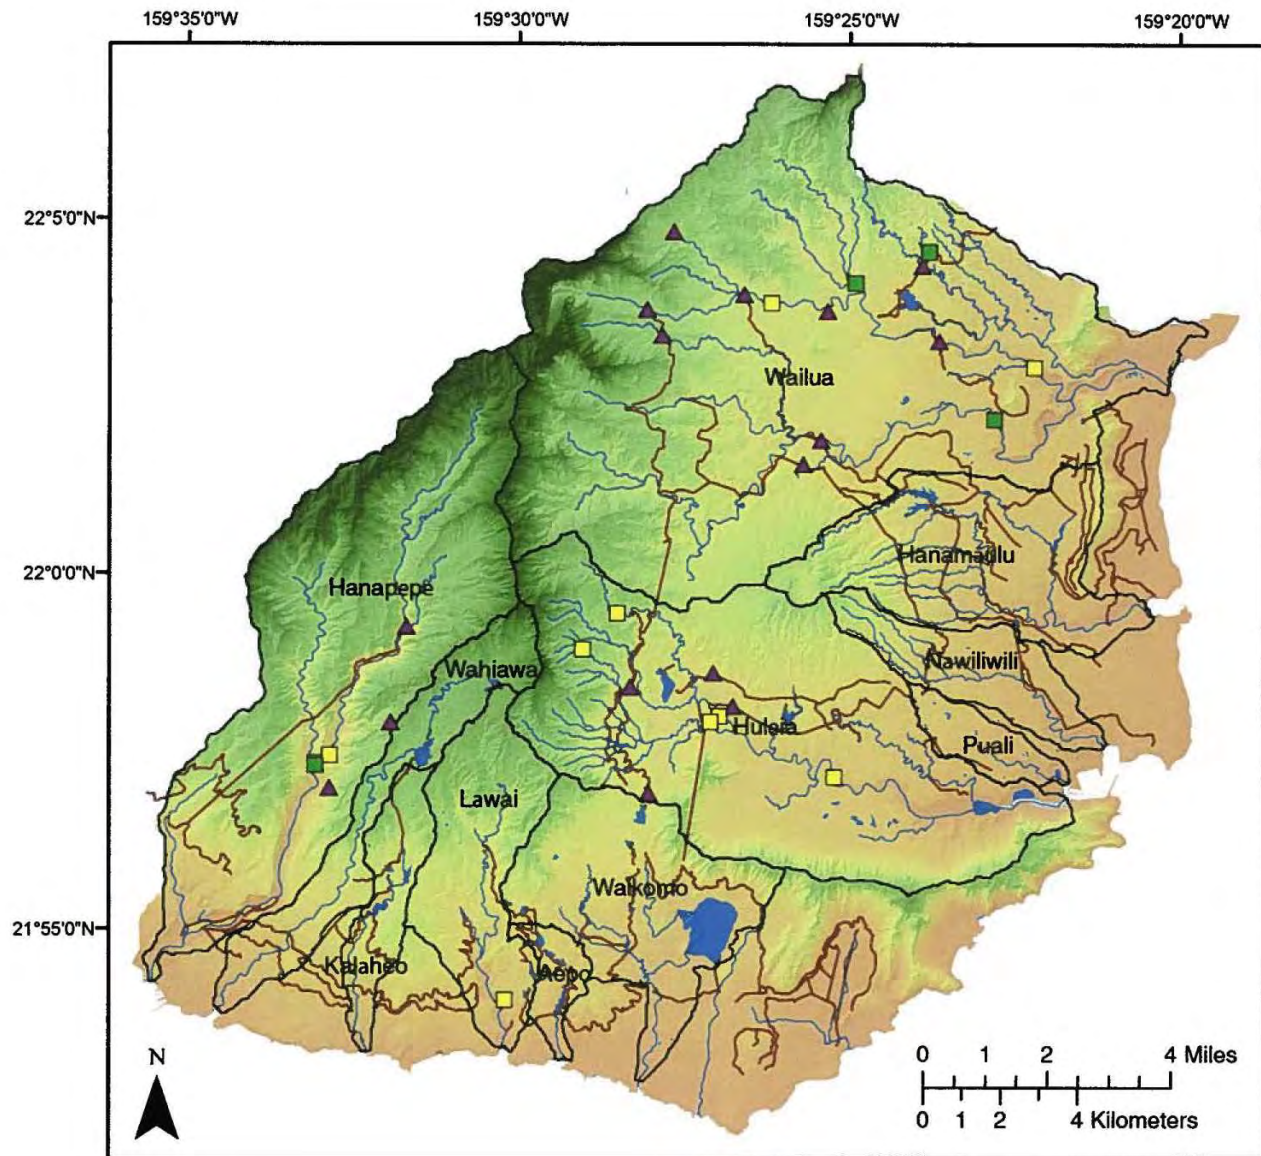 159°35'0"W
159°30'0"W
159°25'0"W
159°20'0"W
22°5'0"N
Wailua
Hanamaulu
22°0'0"N
Hanapepe
Nawiliwili
Wahiawa
Huleia
Puali
Lawai
Waikomo
21°55'0"N
Kalaheo
Aepo
N
0 1 2 4 Miles
0 1 2 4 Kilometers